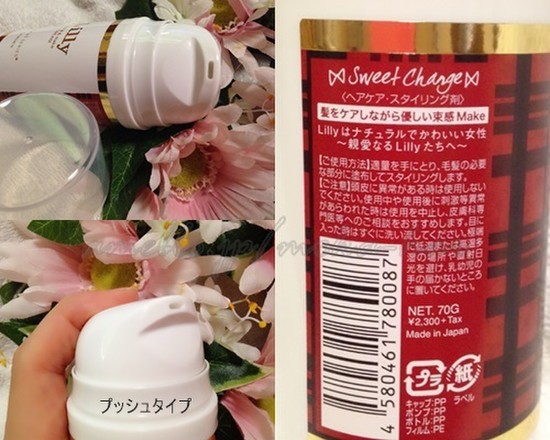 illy
プッシュタイプ
Sweet Change
〈ヘアケア・スタイリング剤〉
髪をケアしながら優しい束感 Make
Lillyはナチュラルでかわいい女性
～親愛なるLillyたちへ～
【ご使用方法】適量を手にとり、毛髪の必要
な部分に塗布してスタイリングします。
【ご注意】頭皮に異常がある時は使用しない
でください。使用中や使用後に刺激等異常
があらわれた時は使用を中止し、皮膚科専
門医等へのご相談をおすすめします。目に
入った時はすぐに洗い流してください。極端
に低温または高温多
湿の場所や直射日
光を避け、乳幼児の
手の届かないところ
に置いてください。
NET. 70G
¥2,300+Tax
Made in Japan
4 580461 780087
プラ 紙
ラベル
キャップ:PP
ポンプ:PP
ボトル:PP
フィルム:PE